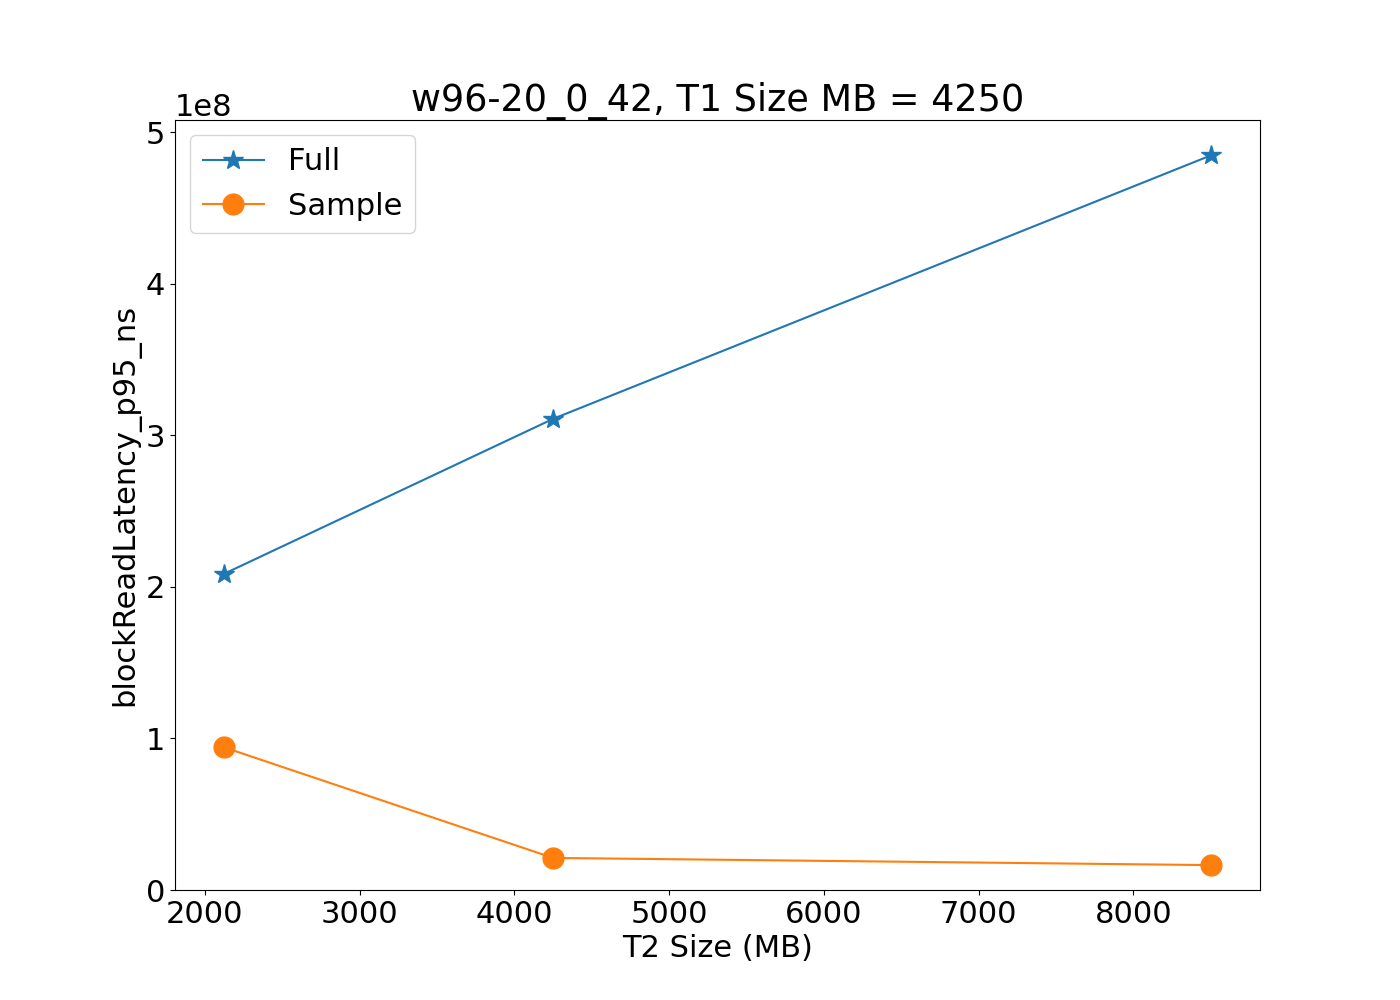 w96-20_0_42, T1 Size MB = 4250
1e8
5
4
3
2
1
0
Full
Sample
blockReadLatency_p95_ns
2000 3000 4000 5000 6000 7000 8000
T2 Size (MB)